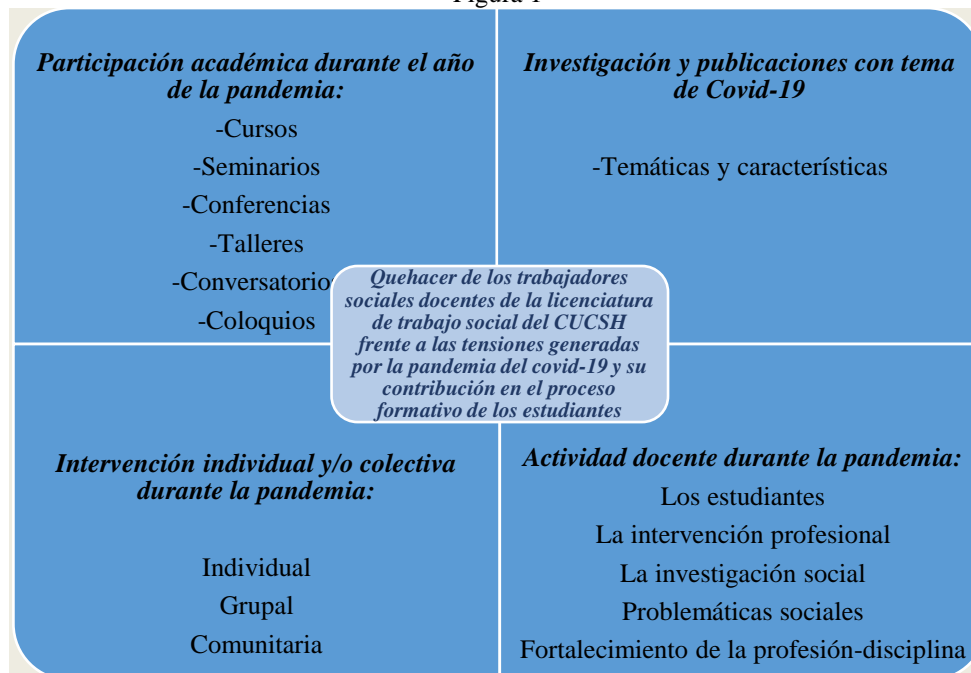 Figura 1
Participación académica durante el año
de la pandemia:
-Cursos
-Seminarios
-Conferencias
-Talleres
-Conversatorio
-Coloquios
Investigación y publicaciones con tema
de Covid-19
-Temáticas y características
Quehacer de los trabajadores
sociales docentes de la licenciatura
de trabajo social del CUCSH
frente a las tensiones generadas
por la pandemia del covid-19 y su
contribución en el proceso
formativo de los estudiantes
Intervención individual y/o colectiva
durante la pandemia:
Individual
Grupal
Comunitaria
Actividad docente durante la pandemia:
Los estudiantes
La intervención profesional
La investigación social
Problemáticas sociales
Fortalecimiento de la profesión-disciplina